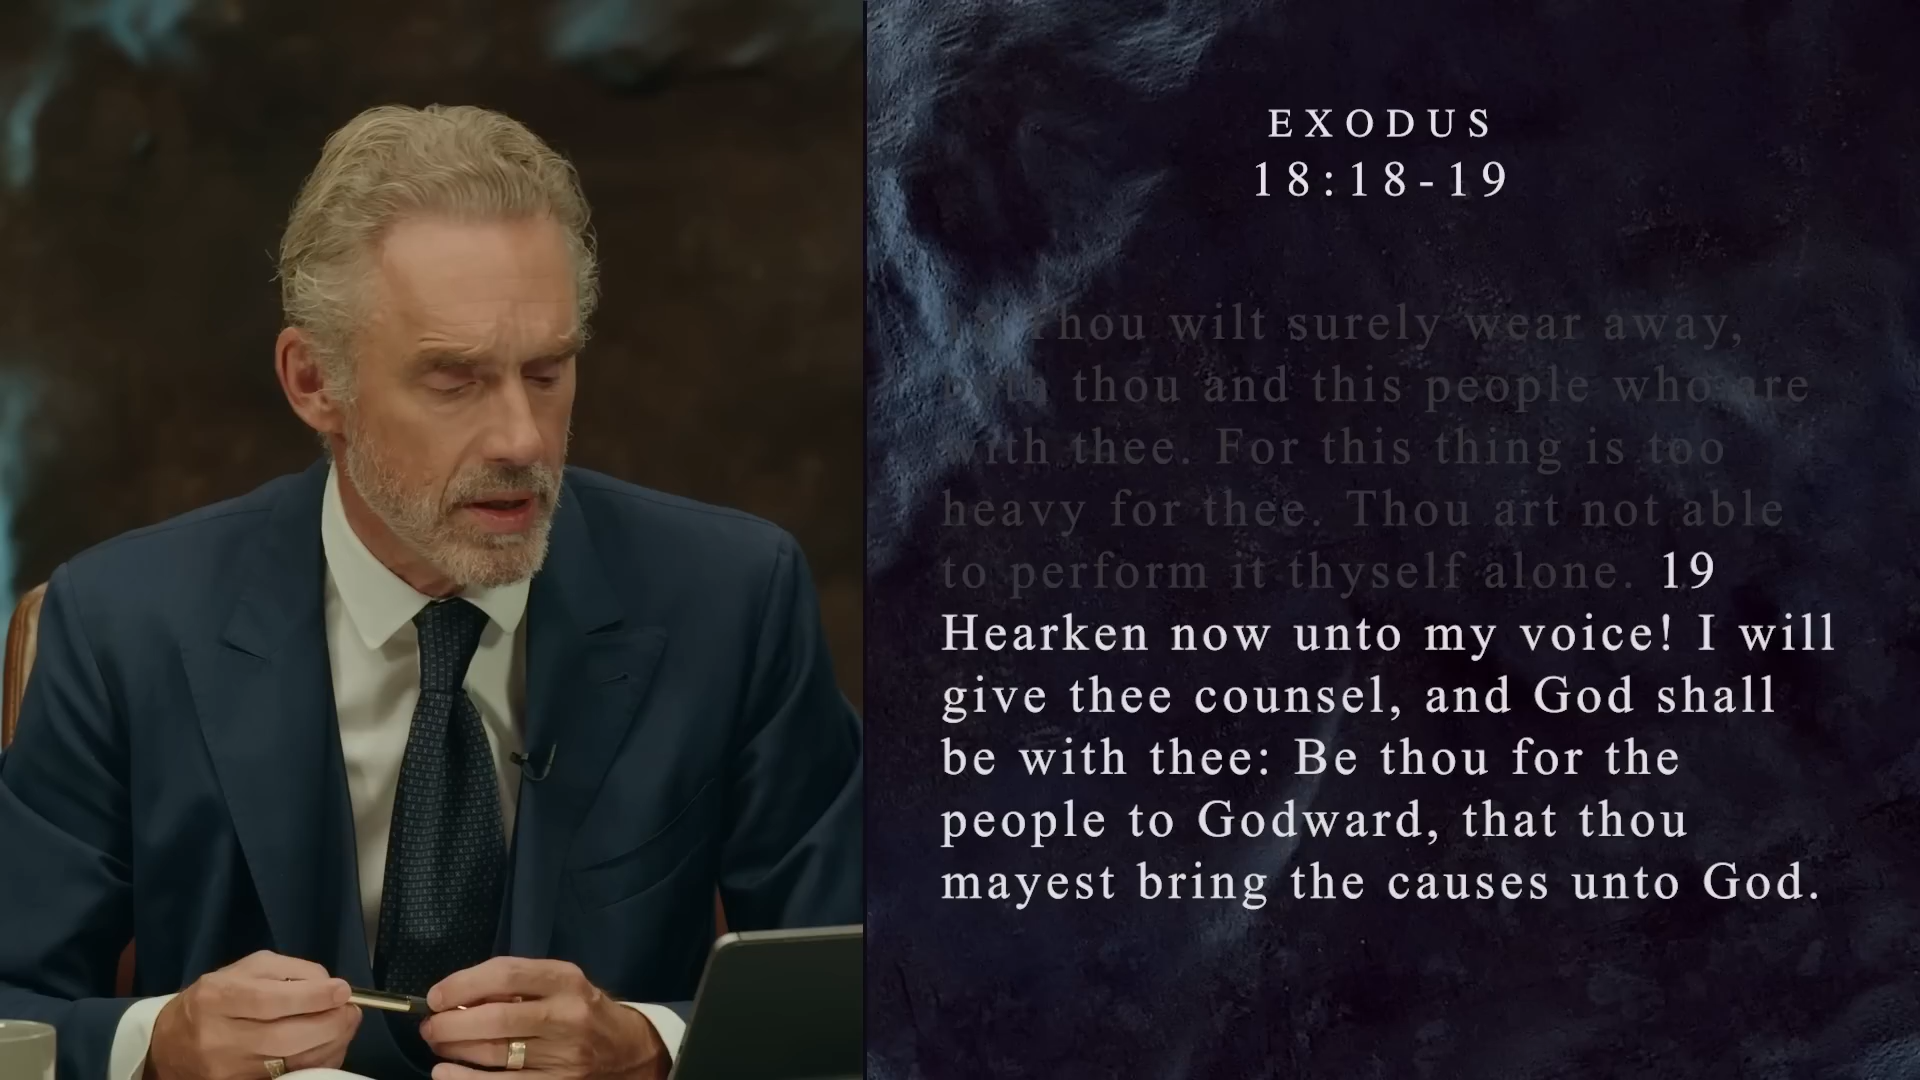 EXODUS
18:18-19
Thou wilt surely wear away,
both thou and this people who are
with thee. For this thing is too
heavy for thee. Thou art not able
to perform it thyself alone. 19
Hearken now unto my voice! I will
give thee counsel, and God shall
be with thee: Be thou for the
people to Godward, that thou
mayest bring the causes unto God.